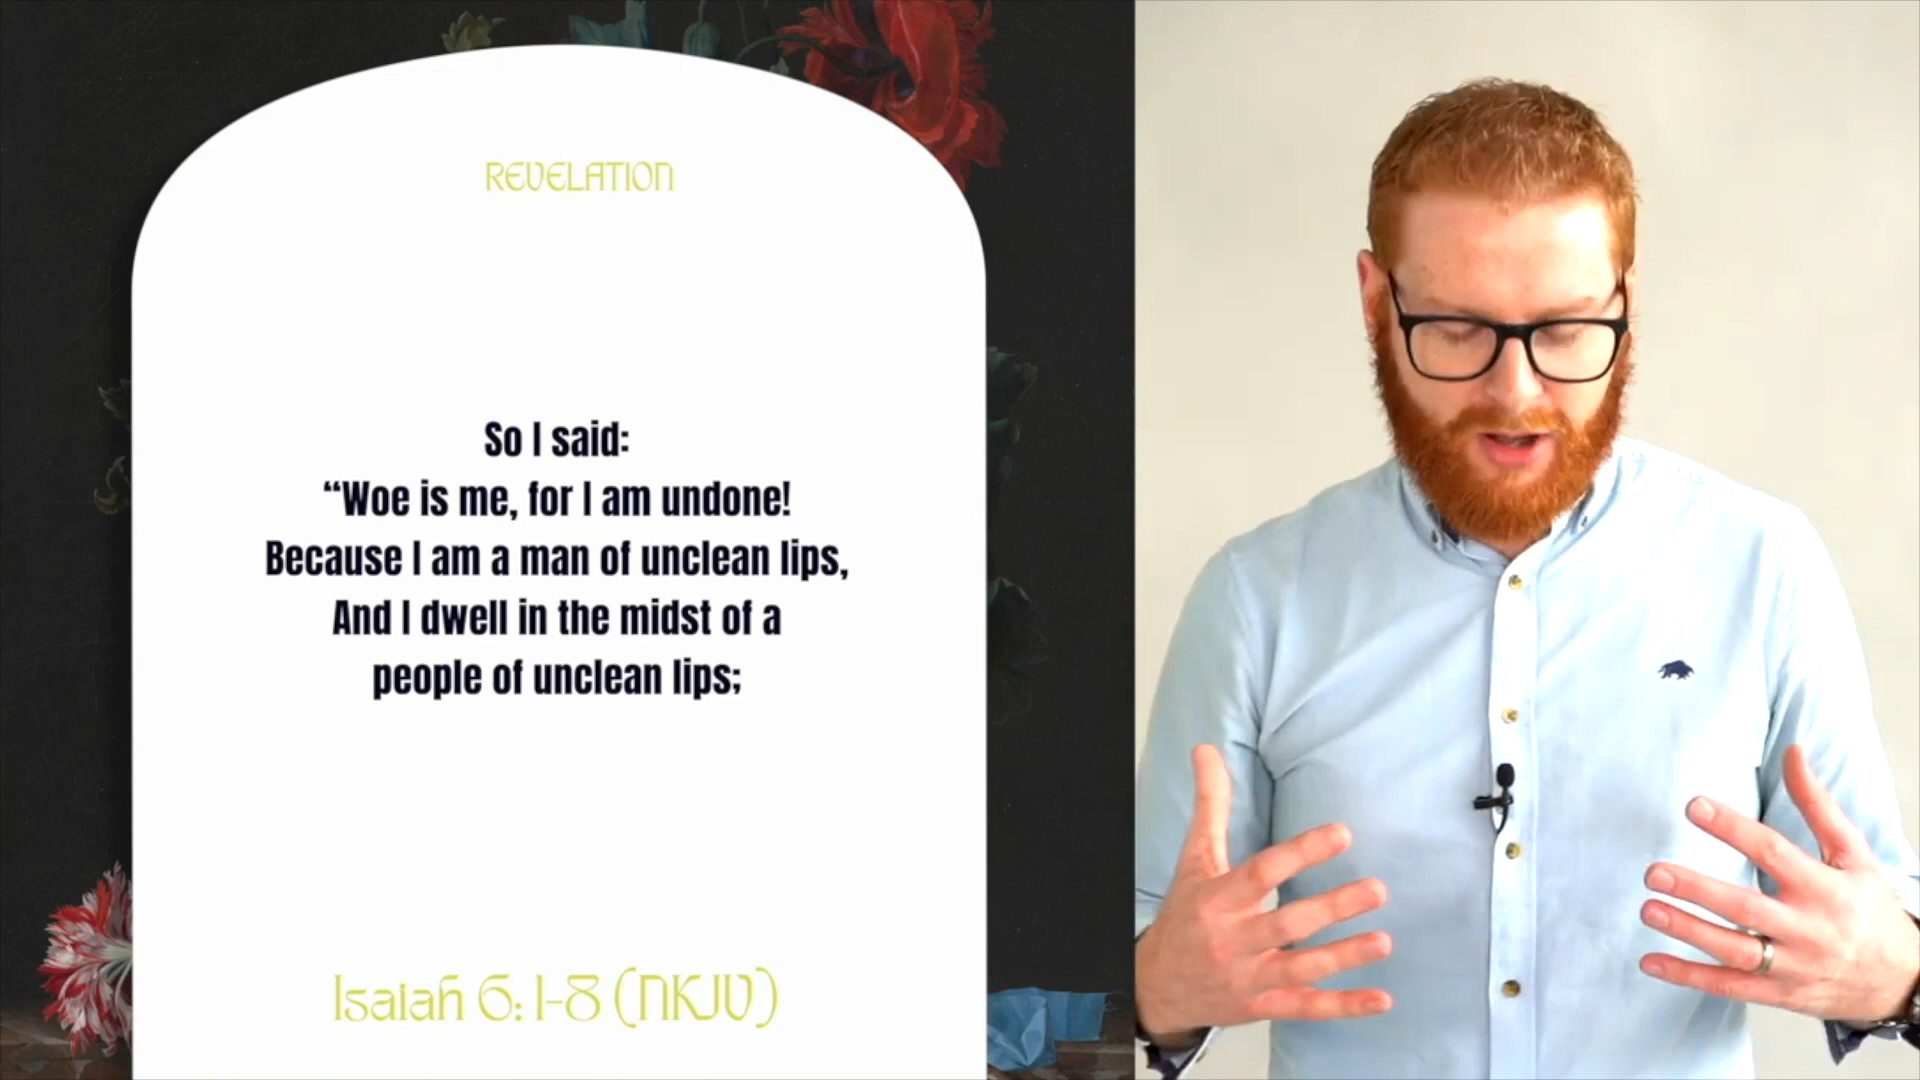 REVELATION
So I said:
“Woe is me, for I am undone!
Because I am a man of unclean lips,
And I dwell in the midst of a
people of unclean lips;
Isaiah 6: 1-8 (NKJV)